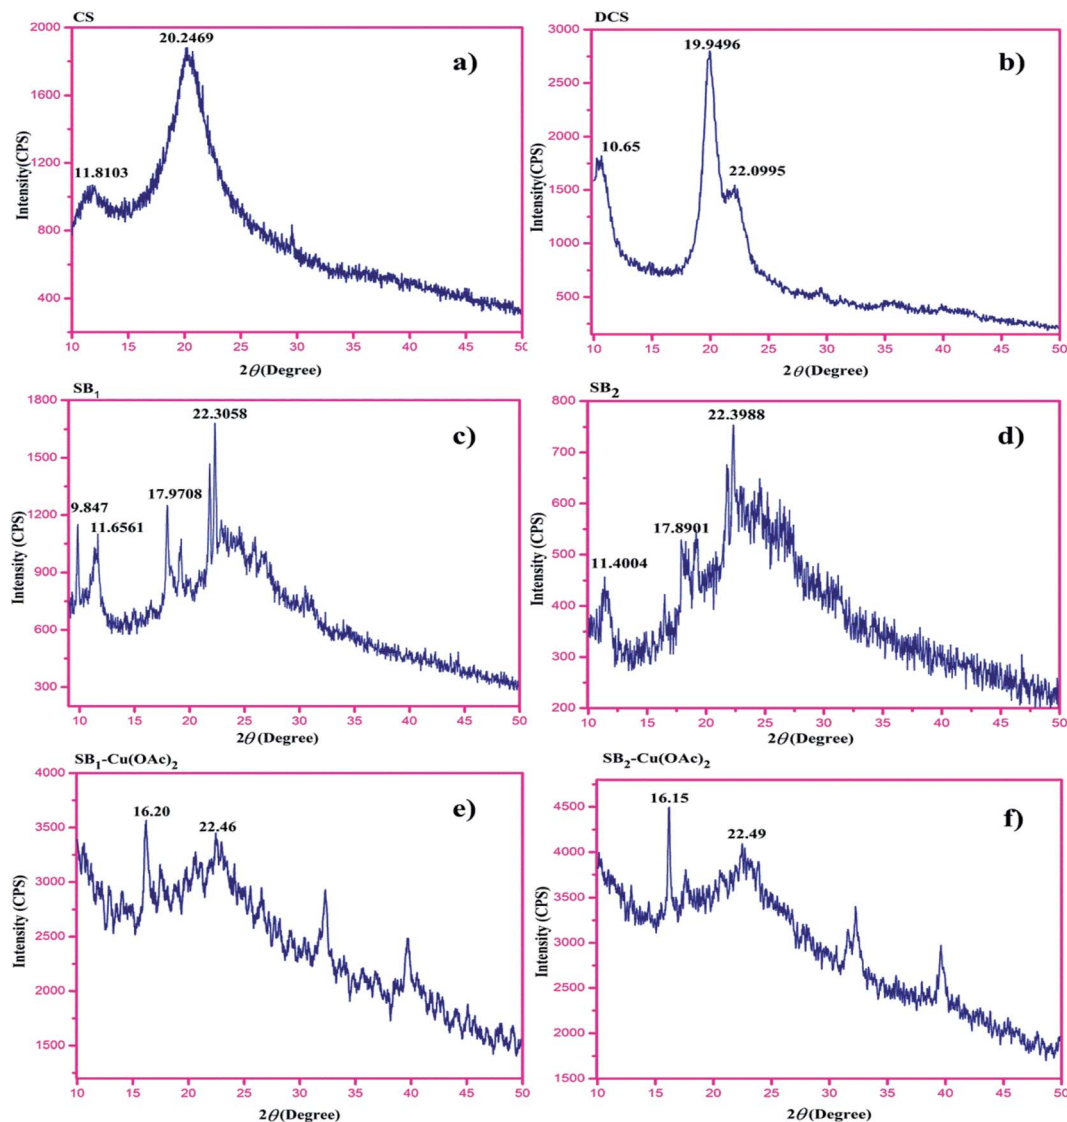 CS
a)
20.2469
11.8103
Intensity(CPS)
2000
1600
1200
800
400
10 15 20 25 30 35 40 45 50
2θ(Degree)
DCS
b)
19.9496
10.65
22.0995
Intensity(CPS)
3000
2500
2000
1500
1000
500
10 15 20 25 30 35 40 45 50
2θ(Degree)
SB₁
c)
22.3058
17.9708
9.847
11.6561
Intensity (CPS)
1800
1500
1200
900
600
300
10 15 20 25 30 35 40 45 50
2θ(Degree)
SB₂
d)
22.3988
17.8901
11.4004
Intensity (CPS)
800
700
600
500
400
300
200
10 15 20 25 30 35 40 45 50
2θ(Degree)
SB₁-Cu(OAc)₂
e)
16.20
22.46
Intensity (CPS)
4000
3500
3000
2500
2000
1500
10 15 20 25 30 35 40 45 50
2θ(Degree)
SB₂-Cu(OAc)₂
f)
16.15
22.49
Intensity (CPS)
4500
4000
3500
3000
2500
2000
1500
10 15 20 25 30 35 40 45 50
2θ(Degree)